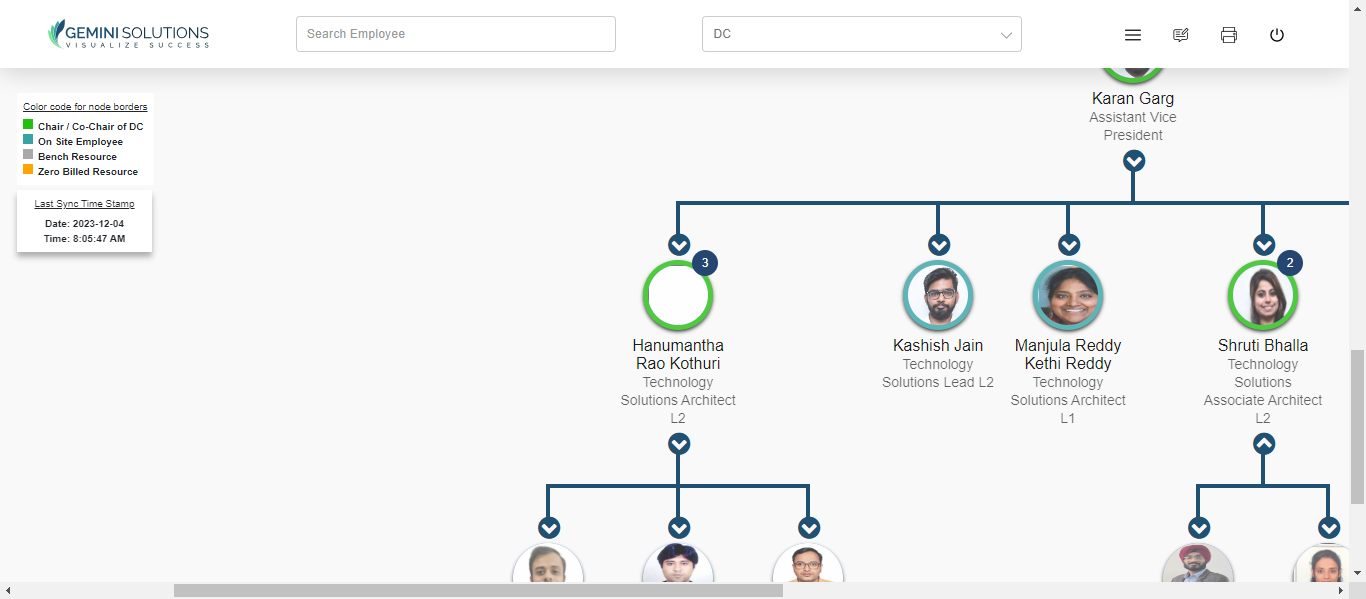 GEMINI SOLUTIONS
VISUALIZE SUCCESS
Search Employee
DC
Color code for node borders
Chair / Co-Chair of DC
On Site Employee
Bench Resource
Zero Billed Resource
Last Sync Time Stamp
Date: 2023-12-04
Time: 8:05:47 AM
Karan Garg
Assistant Vice
President
3
Hanumantha
Rao Kothuri
Technology
Solutions Architect
L2
Kashish Jain
Technology
Solutions Lead L2
Manjula Reddy
Kethi Reddy
Technology
Solutions Architect
L1
2
Shruti Bhalla
Technology
Solutions
Associate Architect
L2